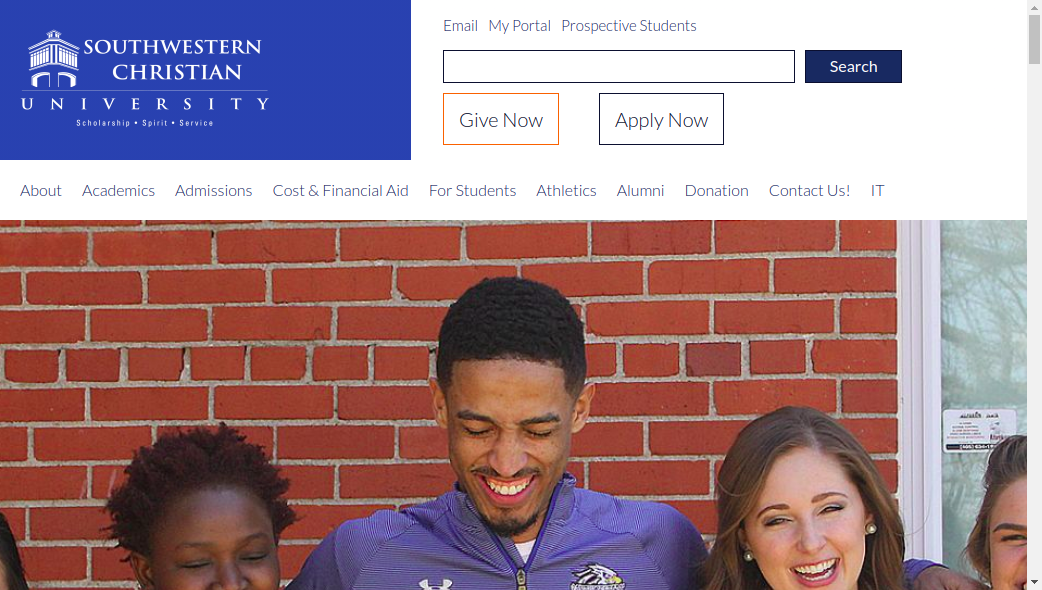 SOUTHWESTERN
CHRISTIAN
UNIVERSITY
Scholarship • Spirit • Service
Email My Portal Prospective Students
Search
Give Now Apply Now
About Academics Admissions Cost & Financial Aid For Students Athletics Alumni Donation Contact Us! IT